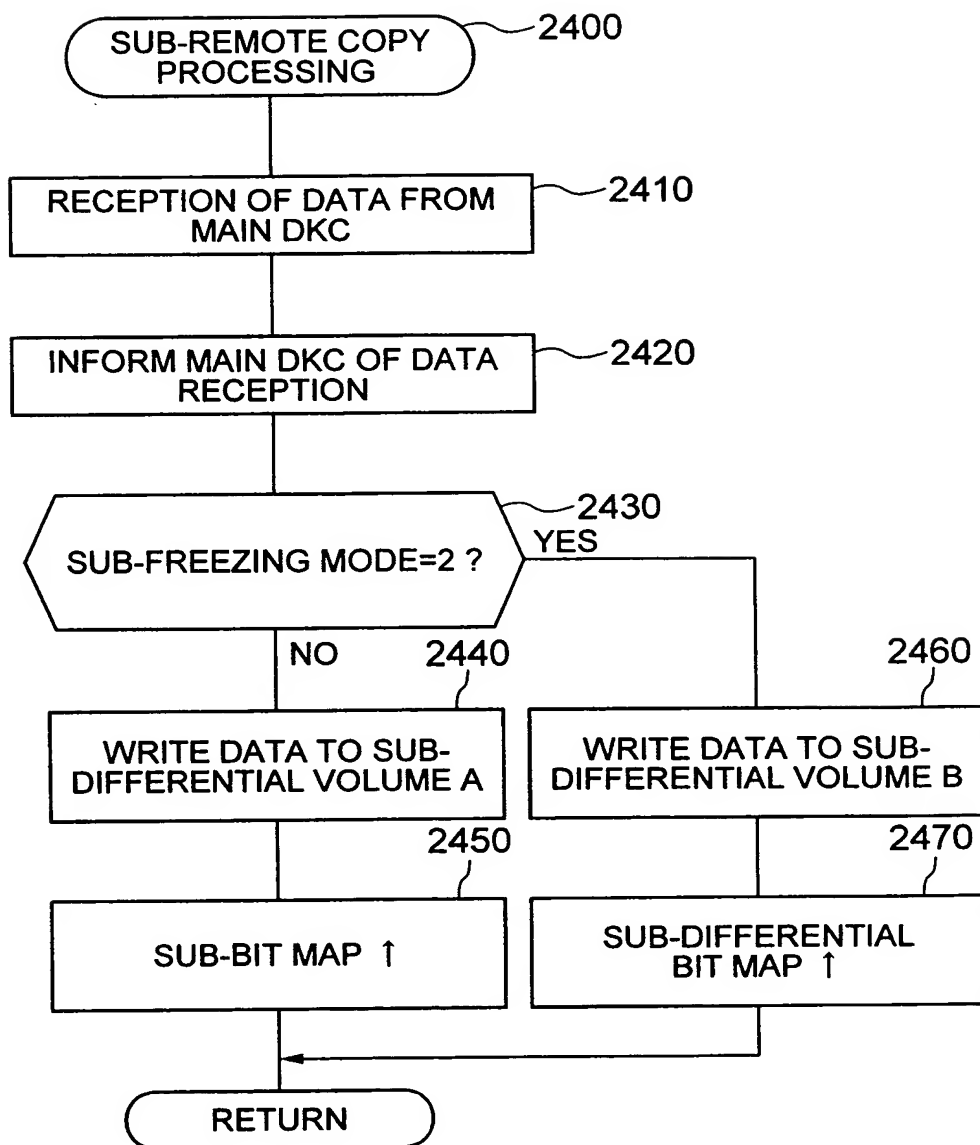 SUB-REMOTE COPY
PROCESSING
2400
RECEPTION OF DATA FROM
MAIN DKC
2410
INFORM MAIN DKC OF DATA
RECEPTION
2420
SUB-FREEZING MODE=2 ?
2430
YES
NO
2440
WRITE DATA TO SUB-
DIFFERENTIAL VOLUME A
2460
WRITE DATA TO SUB-
DIFFERENTIAL VOLUME B
2450
SUB-BIT MAP ↑
2470
SUB-DIFFERENTIAL
BIT MAP ↑
RETURN